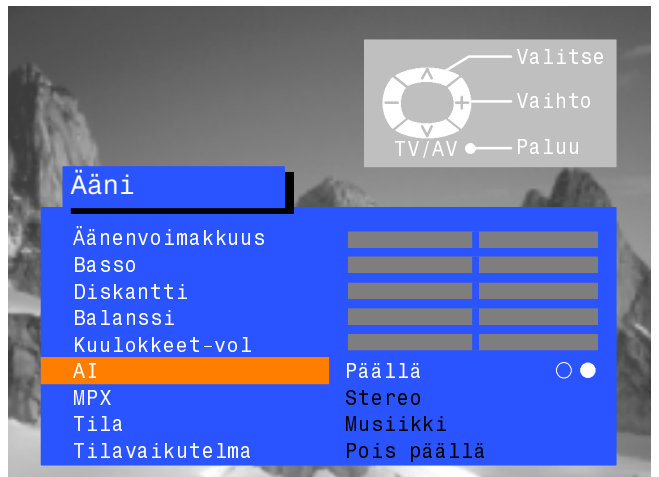 Valitse
Vaihto
TV/AV Paluu
Ääni
Äänenvoimakkuus
Basso
Diskantti
Balanssi
Kuulokkeet-vol
AI Päällä
MPX Stereo
Tila Musiikki
Tilavaikutelma Pois päällä